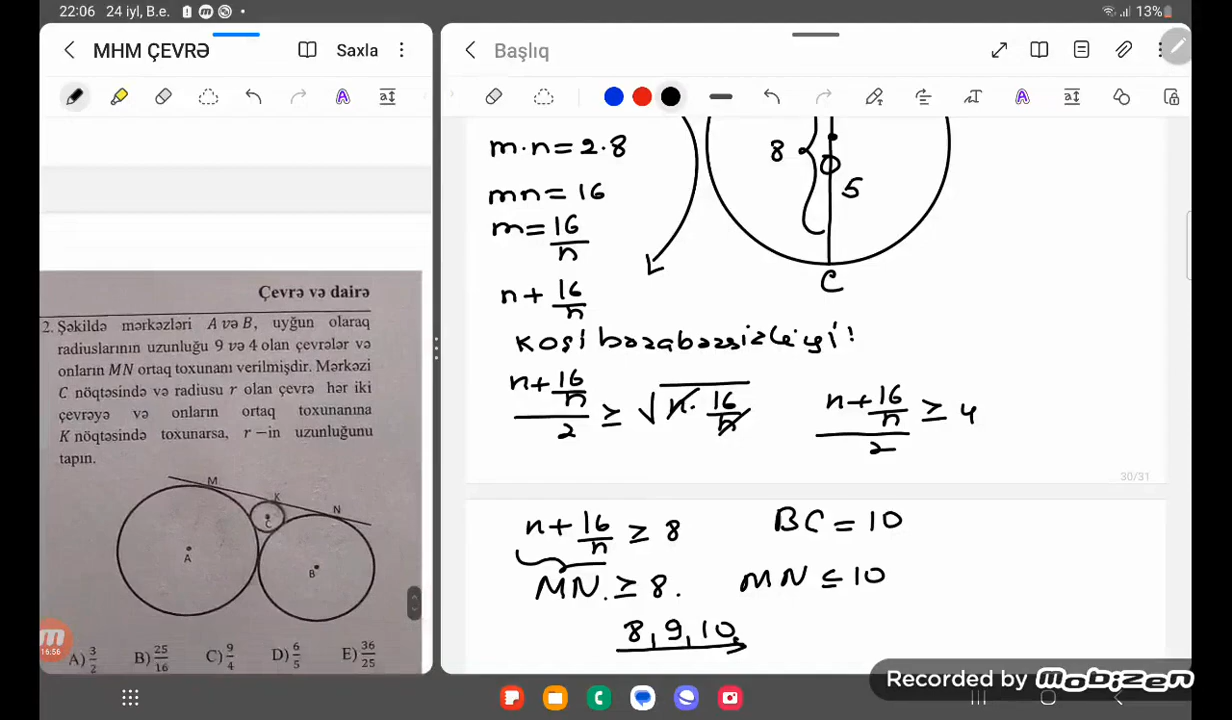 22:06 24 iyl, B.e. 13%
MHM ÇEVRƏ Saxla
Başlıq
Çevrə və dairə
2. Şəkildə mərkəzləri A və B, uyğun olaraq
radiuslarının uzunluğu 9 və 4 olan çevrələr və
onların MN ortaq toxunanı verilmişdir. Mərkəzi
C nöqtəsində və radiusu r olan çevrə hər iki
çevrəyə və onların ortaq toxunanına
K nöqtəsində toxunarsa, r −in uzunluğunu
tapın.
M K N
C
A B
A) 3/2 B) 25/16 C) 9/4 D) 6/5 E) 36/25
16:56
m·n = 2·8
mn = 16
m = 16/n
n + 16/n
8 5
C
Koşi bərabərsizleiyi!
(n + 16/n)/2 ≥ √(n · 16/n) (n + 16/n)/2 ≥ 4
30/31
n + 16/n ≥ 8 BC = 10
MN ≥ 8. MN ≤ 10
8, 9, 10
Recorded by mobizen